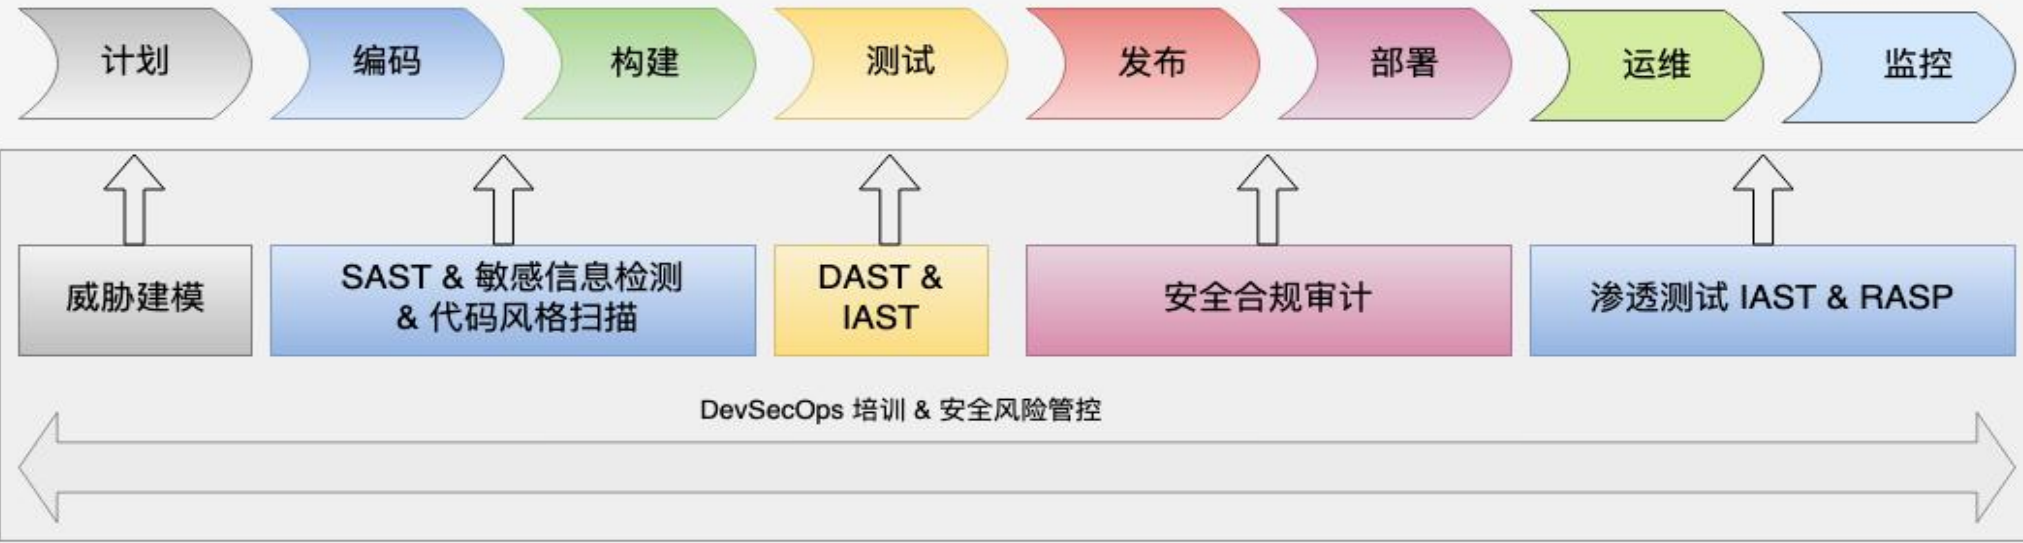 计划
编码
构建
测试
发布
部署
运维
监控
威胁建模
SAST & 敏感信息检测
& 代码风格扫描
DAST &
IAST
安全合规审计
渗透测试 IAST & RASP
DevSecOps 培训 & 安全风险管控